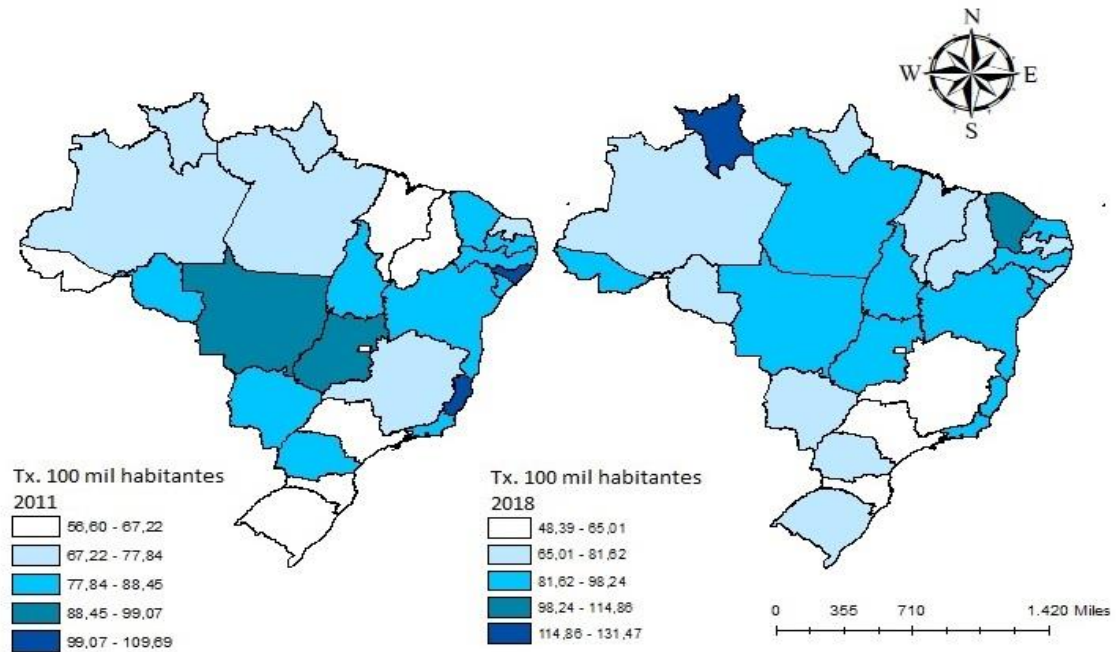 N
W E
S
Tx. 100 mil habitantes
2011
56,60 - 67,22
67,22 - 77,84
77,84 - 88,45
88,45 - 99,07
99,07 - 109,69
Tx. 100 mil habitantes
2018
48,39 - 65,01
65,01 - 81,62
81,62 - 98,24
98,24 - 114,86
114,86 - 131,47
0 355 710 1.420 Miles